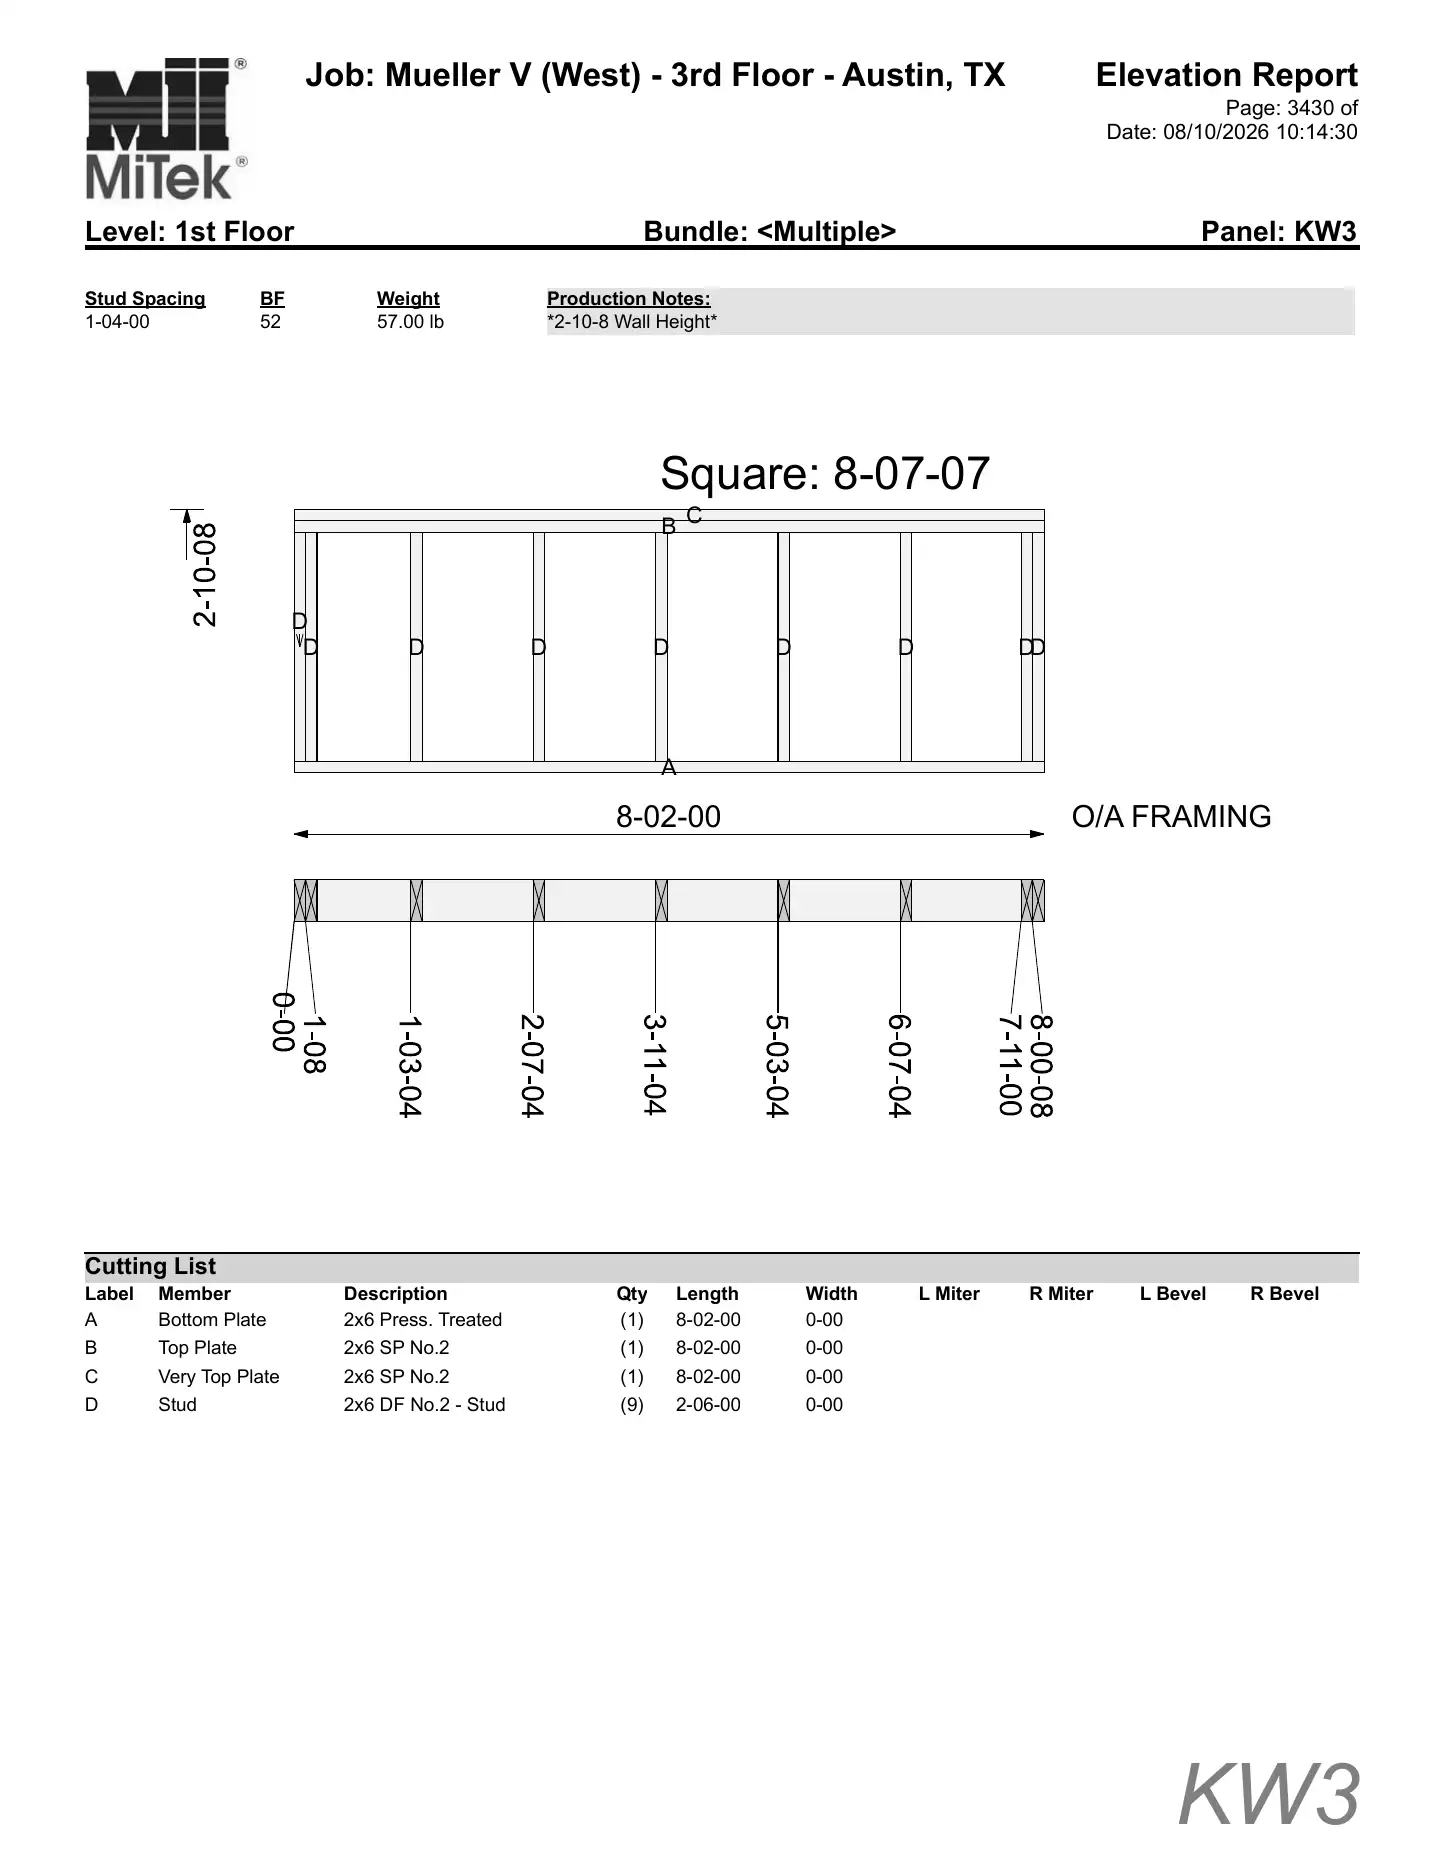 MiTek®
Job: Mueller V (West) - 3rd Floor - Austin, TX
Elevation Report
Page: 3430 of
Date: 08/10/2026 10:14:30
Level: 1st Floor Bundle: <Multiple> Panel: KW3
Stud Spacing BF Weight Production Notes:
1-04-00 52 57.00 lb *2-10-8 Wall Height*
Square: 8-07-07
2-10-08
C
B
D
D D D D D D D D
A
8-02-00 O/A FRAMING
0-00 1-08 1-03-04 2-07-04 3-11-04 5-03-04 6-07-04 7-11-00 8-00-08
Cutting List
Label Member Description Qty Length Width L Miter R Miter L Bevel R Bevel
A Bottom Plate 2x6 Press. Treated (1) 8-02-00 0-00
B Top Plate 2x6 SP No.2 (1) 8-02-00 0-00
C Very Top Plate 2x6 SP No.2 (1) 8-02-00 0-00
D Stud 2x6 DF No.2 - Stud (9) 2-06-00 0-00
KW3